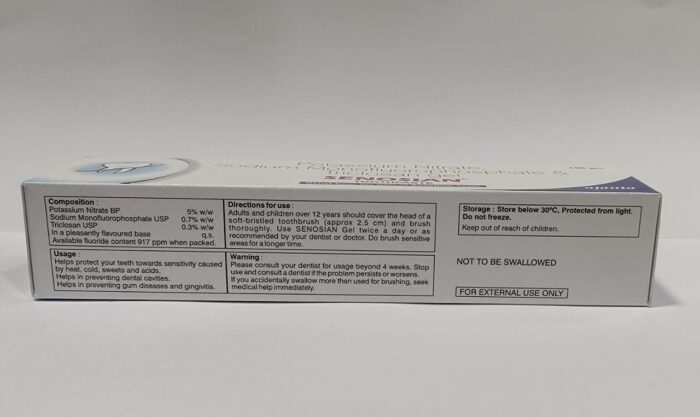 Potassium Nitrate,
Sodium Monofluorophosphate &
Triclosan Gel
SENOSIAN
ajanta
Composition :
Potassium Nitrate BP 5% w/w
Sodium Monofluorophosphate USP 0.7% w/w
Triclosan USP 0.3% w/w
In a pleasantly flavoured base q.s.
Available fluoride content 917 ppm when packed.
Usage :
Helps protect your teeth towards sensitivity caused
by heat, cold, sweets and acids.
Helps in preventing dental cavities.
Helps in preventing gum diseases and gingivitis.
Directions for use :
Adults and children over 12 years should cover the head of a
soft-bristled toothbrush (approx 2.5 cm) and brush
thoroughly. Use SENOSIAN Gel twice a day or as
recommended by your dentist or doctor. Do brush sensitive
areas for a longer time.
Warning :
Please consult your dentist for usage beyond 4 weeks. Stop
use and consult a dentist if the problem persists or worsens.
If you accidentally swallow more than used for brushing, seek
medical help immediately.
Storage : Store below 30°C, Protected from light.
Do not freeze.
Keep out of reach of children.
NOT TO BE SWALLOWED
FOR EXTERNAL USE ONLY